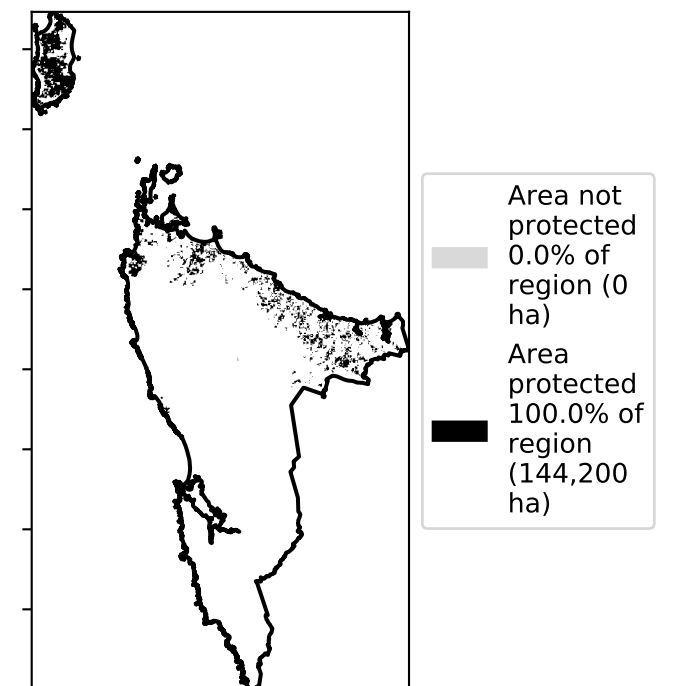 Area not
protected
0.0% of
region (0
ha)
Area
protected
100.0% of
region
(144,200
ha)